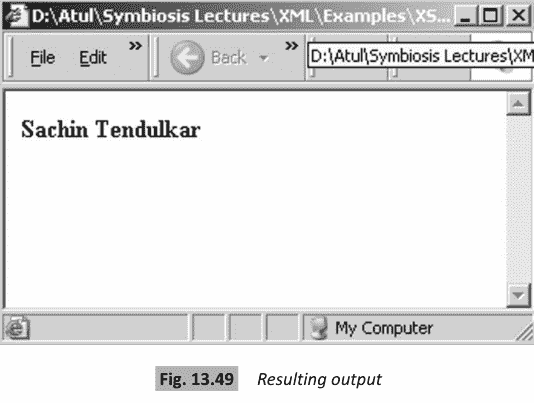 D:\Atul\Symbiosis Lectures\XML\Examples\XS...
File Edit » Back » D:\Atul\Symbiosis Lectures\XM
Sachin Tendulkar
My Computer
Fig. 13.49 Resulting output